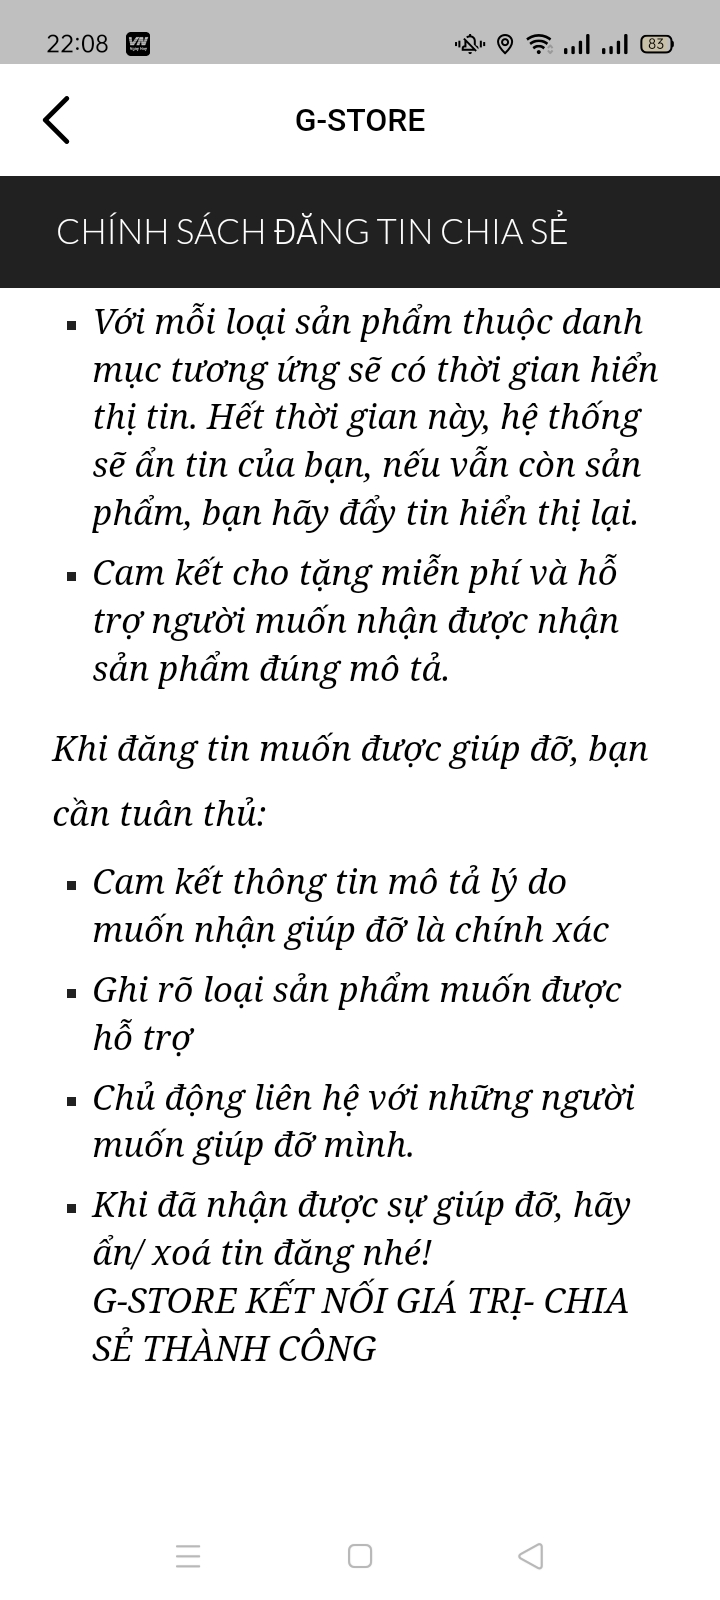 22:08
VN
83
G-STORE
CHÍNH SÁCH ĐĂNG TIN CHIA SẺ
▪ Với mỗi loại sản phẩm thuộc danh
mục tương ứng sẽ có thời gian hiển
thị tin. Hết thời gian này, hệ thống
sẽ ẩn tin của bạn, nếu vẫn còn sản
phẩm, bạn hãy đẩy tin hiển thị lại.
▪ Cam kết cho tặng miễn phí và hỗ
trợ người muốn nhận được nhận
sản phẩm đúng mô tả.
Khi đăng tin muốn được giúp đỡ, bạn
cần tuân thủ:
▪ Cam kết thông tin mô tả lý do
muốn nhận giúp đỡ là chính xác
▪ Ghi rõ loại sản phẩm muốn được
hỗ trợ
▪ Chủ động liên hệ với những người
muốn giúp đỡ mình.
▪ Khi đã nhận được sự giúp đỡ, hãy
ẩn/ xoá tin đăng nhé!
G-STORE KẾT NỐI GIÁ TRỊ- CHIA
SẺ THÀNH CÔNG